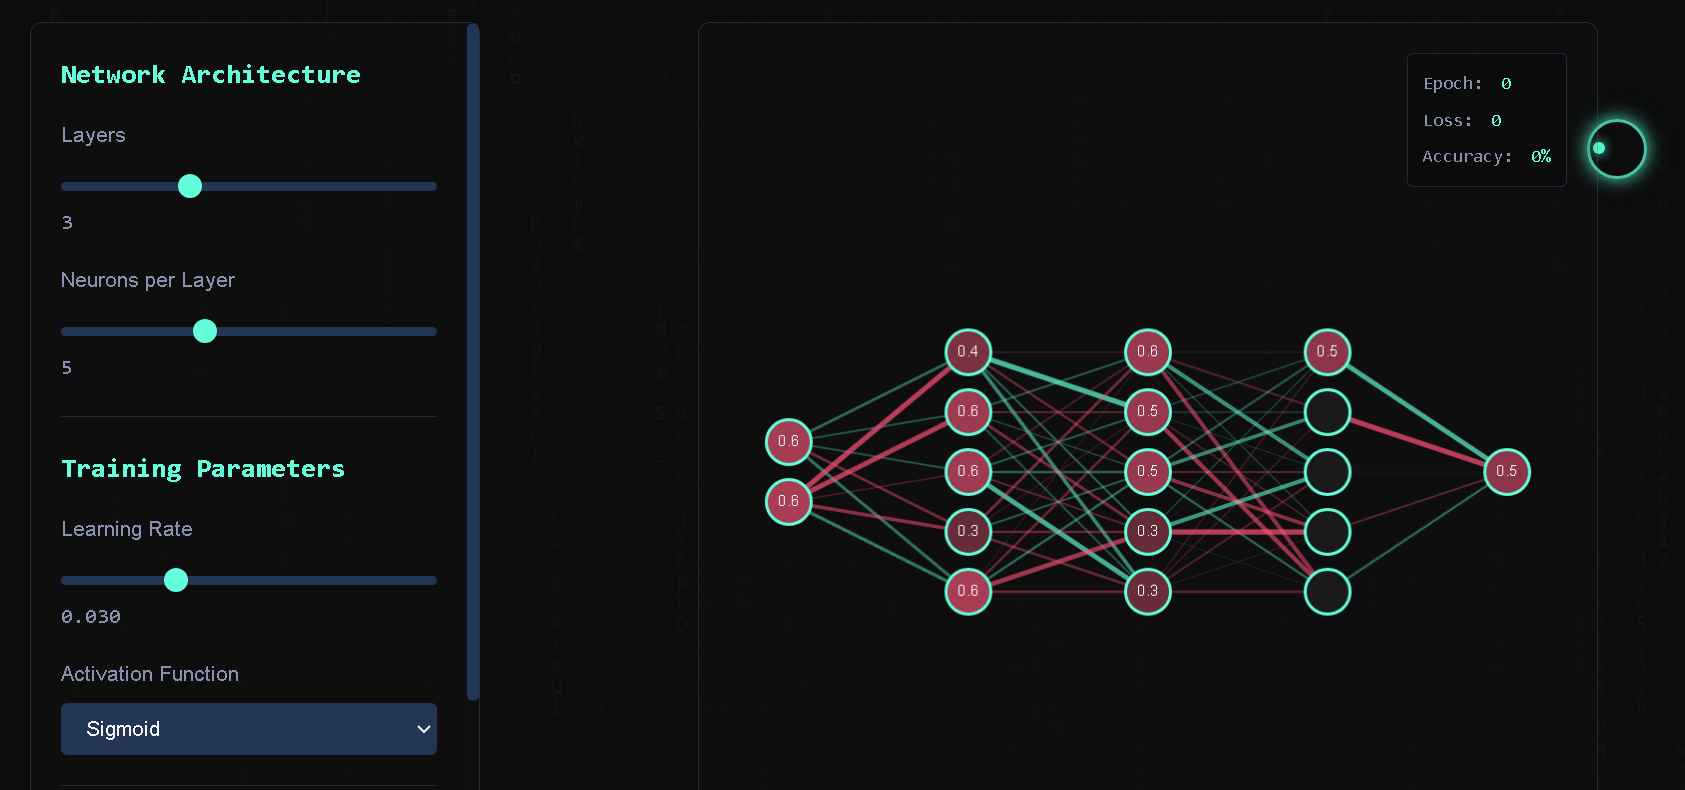 Network Architecture
Layers
3
Neurons per Layer
5
Training Parameters
Learning Rate
0.030
Activation Function
Sigmoid
Epoch: 0
Loss: 0
Accuracy: 0%
0.4 0.6 0.5
0.6 0.5
0.6
0.6 0.5 0.5
0.6
0.3 0.3
0.6 0.3